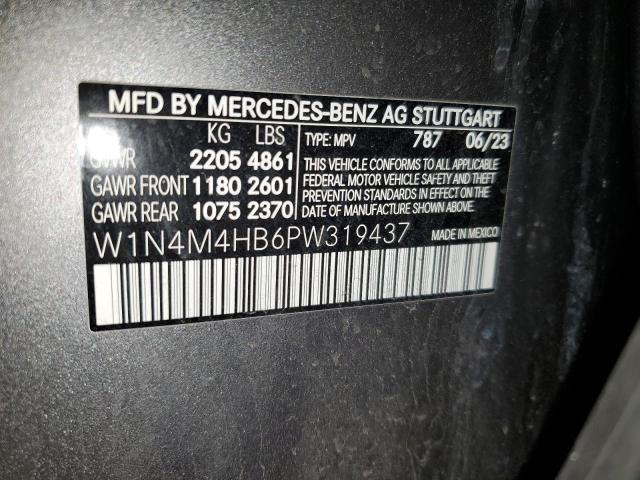 MFD BY MERCEDES-BENZ AG STUTTGART
KG LBS
GVWR 2205 4861
GAWR FRONT 1180 2601
GAWR REAR 1075 2370
TYPE: MPV 787 06/23
THIS VEHICLE CONFORMS TO ALL APPLICABLE
FEDERAL MOTOR VEHICLE SAFETY AND THEFT
PREVENTION STANDARDS IN EFFECT ON THE
DATE OF MANUFACTURE SHOWN ABOVE.
W1N4M4HB6PW319437 MADE IN MEXICO